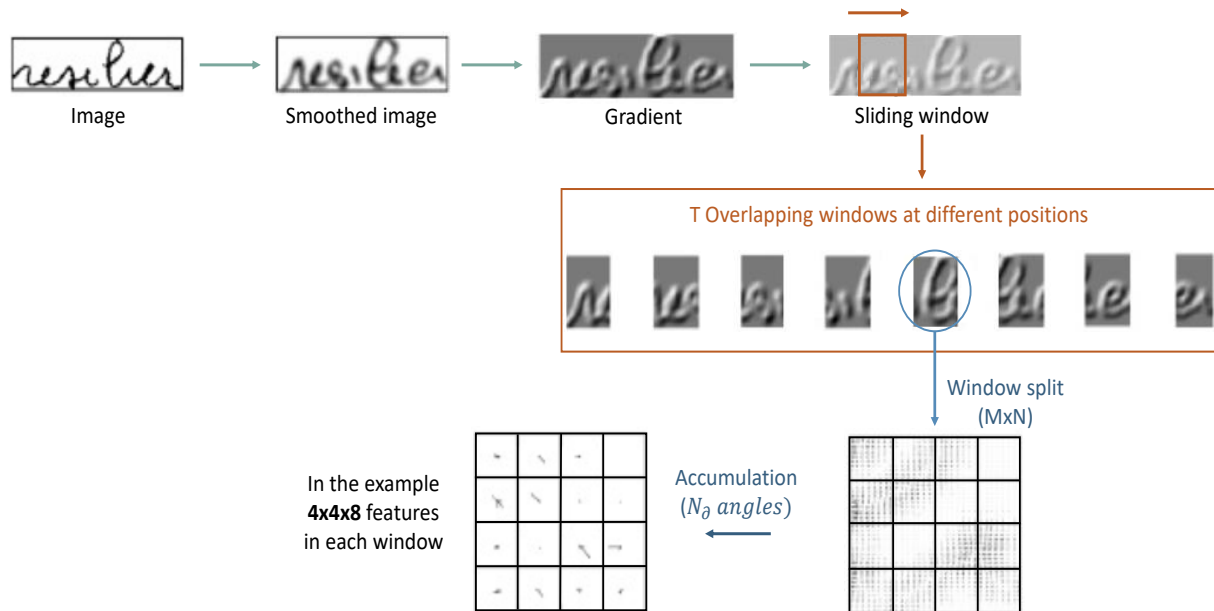 resilier
Image
Smoothed image
Gradient
Sliding window
T Overlapping windows at different positions
Window split
(MxN)
Accumulation
(N∂ angles)
In the example
4x4x8 features
in each window